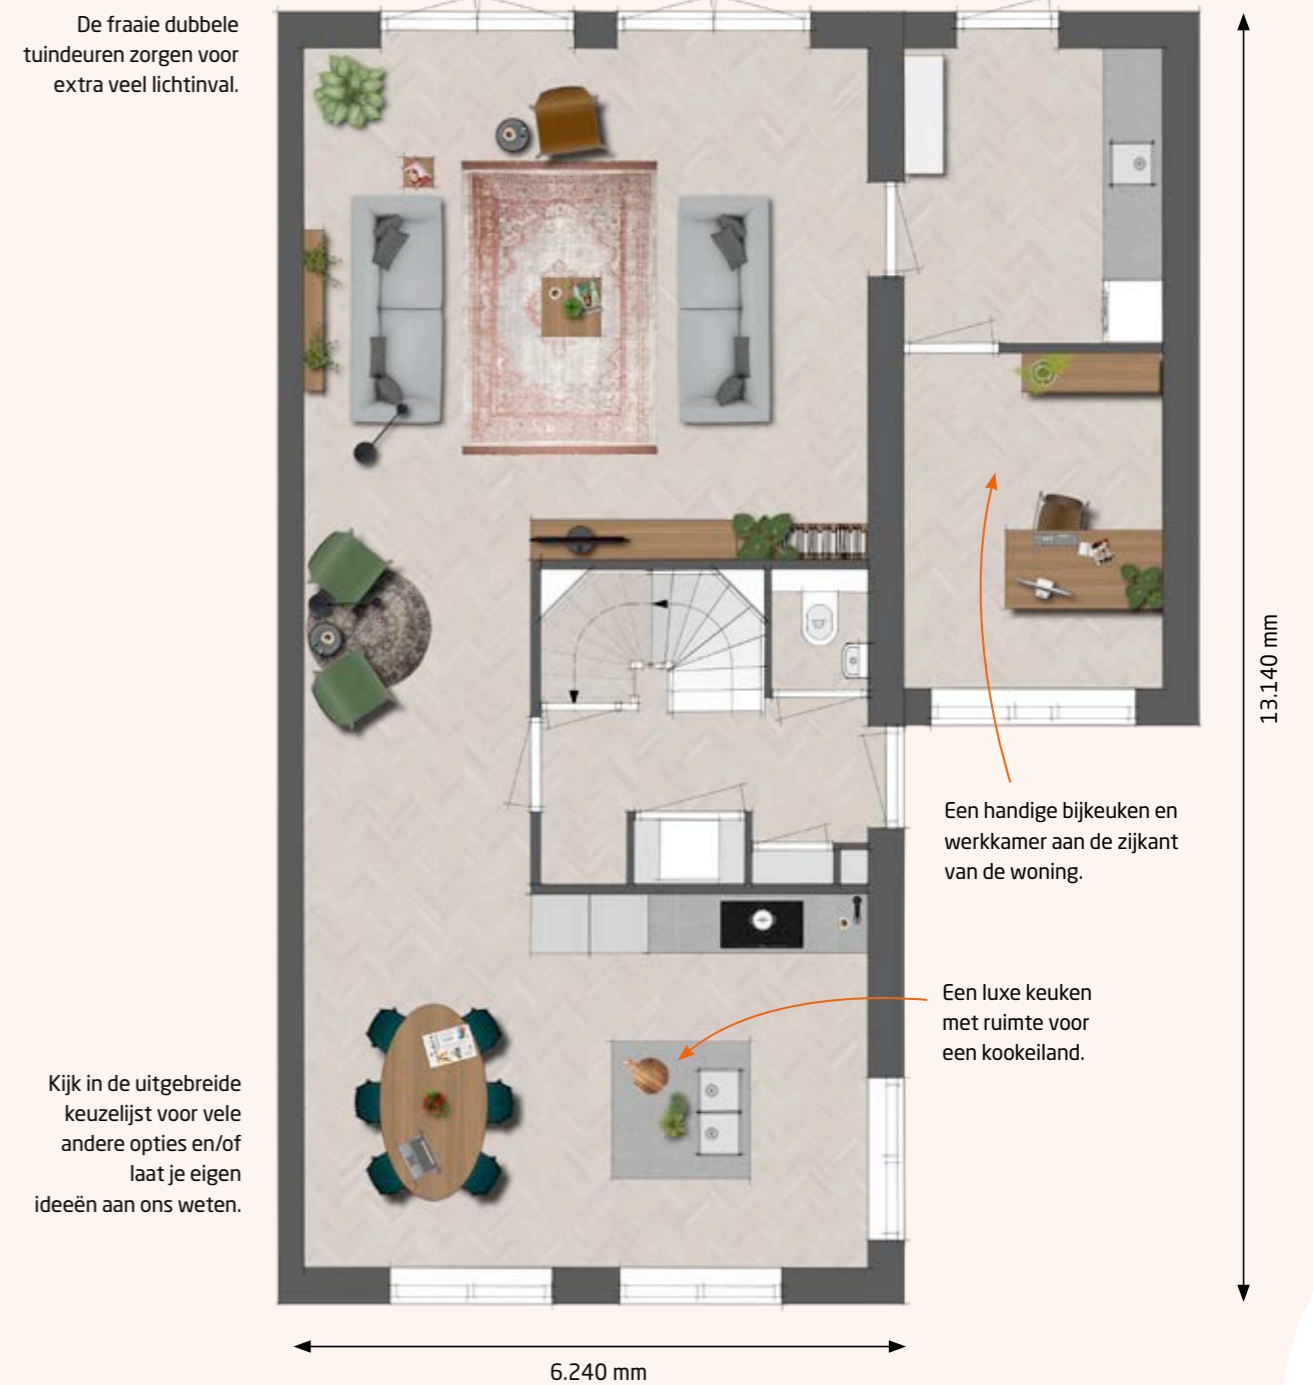 De fraaie dubbele
tuindeuren zorgen voor
extra veel lichtinval.
13.140 mm
Een handige bijkeuken en
werkkamer aan de zijkant
van de woning.
Een luxe keuken
met ruimte voor
een kookeiland.
Kijk in de uitgebreide
keuzelijst voor vele
andere opties en/of
laat je eigen
ideeën aan ons weten.
6.240 mm